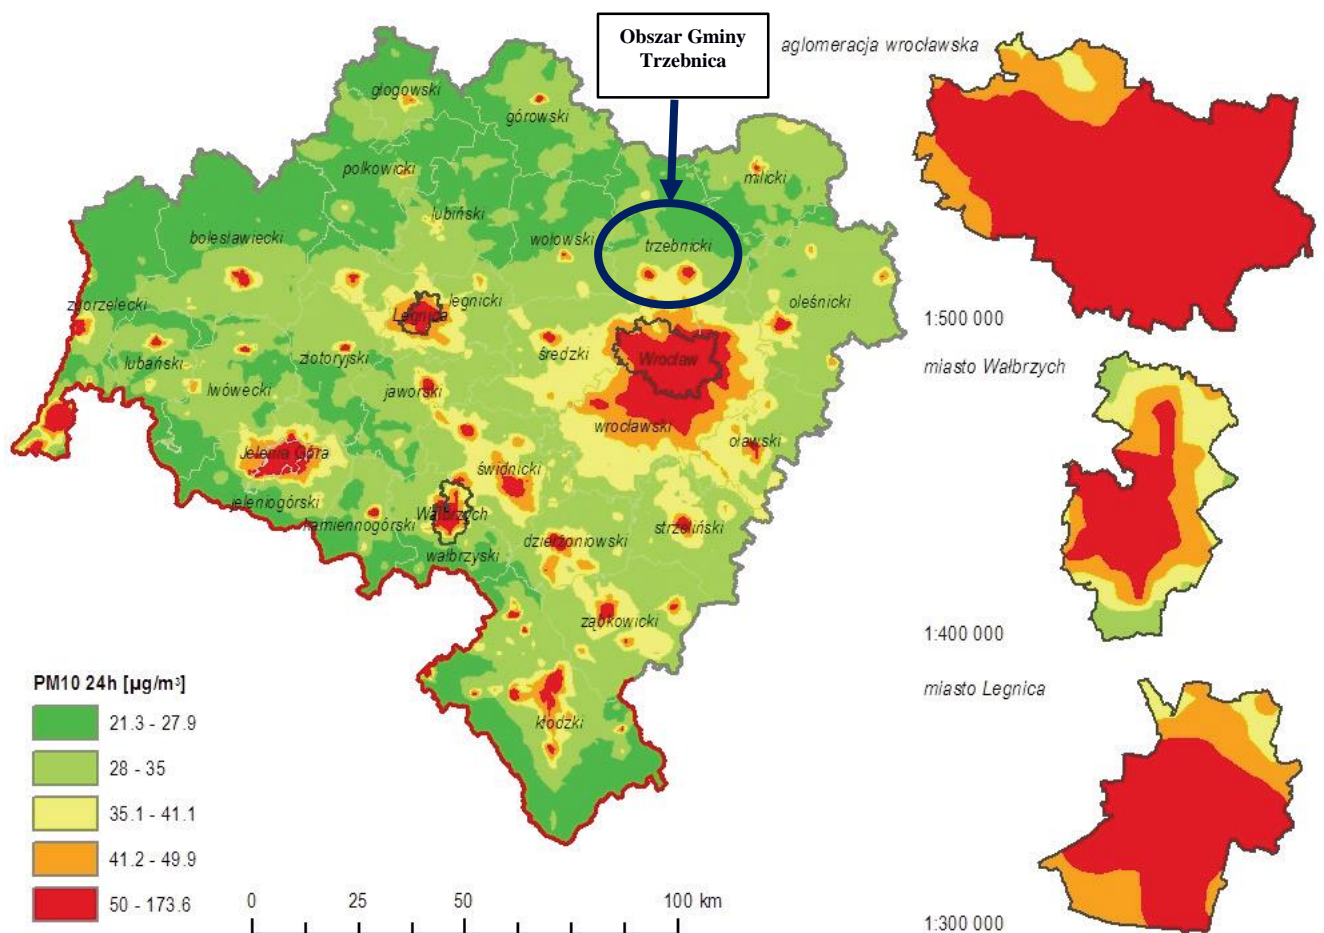 Obszar Gminy
Trzebnica
aglomeracja wrocławska
głogowski
górowski
polkowicki
milicki
lubiński
bolesławiecki
wołowski
trzebnicki
zgorzelecki
legnicki
oleśnicki
Legnica
1:500 000
lubański
złotoryjski
średzki
Wrocław
miasto Wałbrzych
lwówecki
jaworski
wrocławski
oławski
Jelenia Góra
świdnicki
jeleniogórski
kamiennogórski
Wałbrzych
strzeliński
wałbrzyski
dzierżoniowski
ząbkowicki
1:400 000
PM10 24h [µg/m³]
miasto Legnica
21.3 - 27.9
kłodzki
28 - 35
35.1 - 41.1
41.2 - 49.9
50 - 173.6
0 25 50 100 km
1:300 000